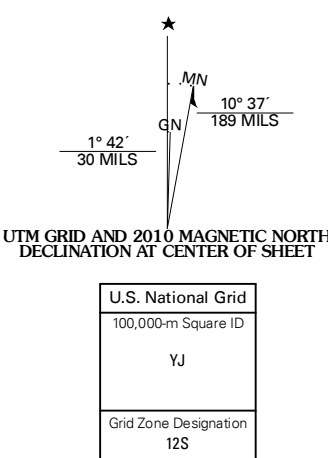 MN
10° 37´
189 MILS
GN
1° 42´
30 MILS
UTM GRID AND 2010 MAGNETIC NORTH
DECLINATION AT CENTER OF SHEET
U.S. National Grid
100,000-m Square ID
YJ
Grid Zone Designation
12S